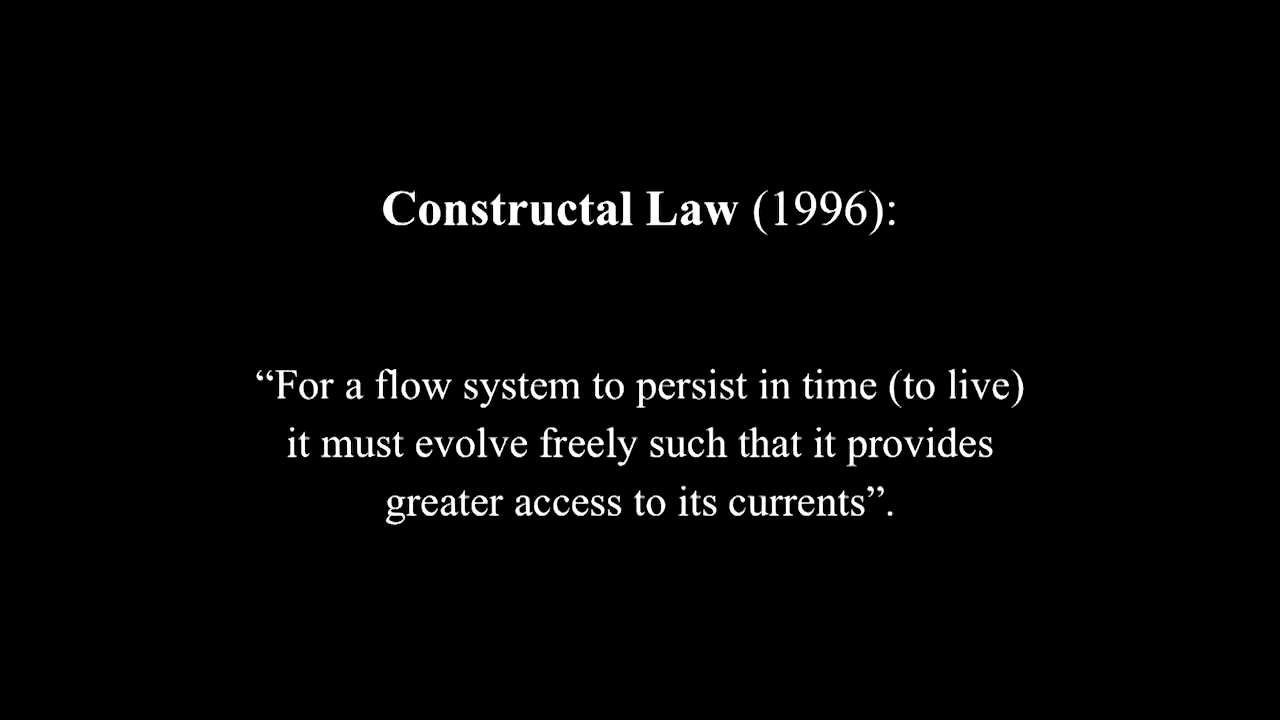 Constructal Law (1996):
“For a flow system to persist in time (to live)
it must evolve freely such that it provides
greater access to its currents”.